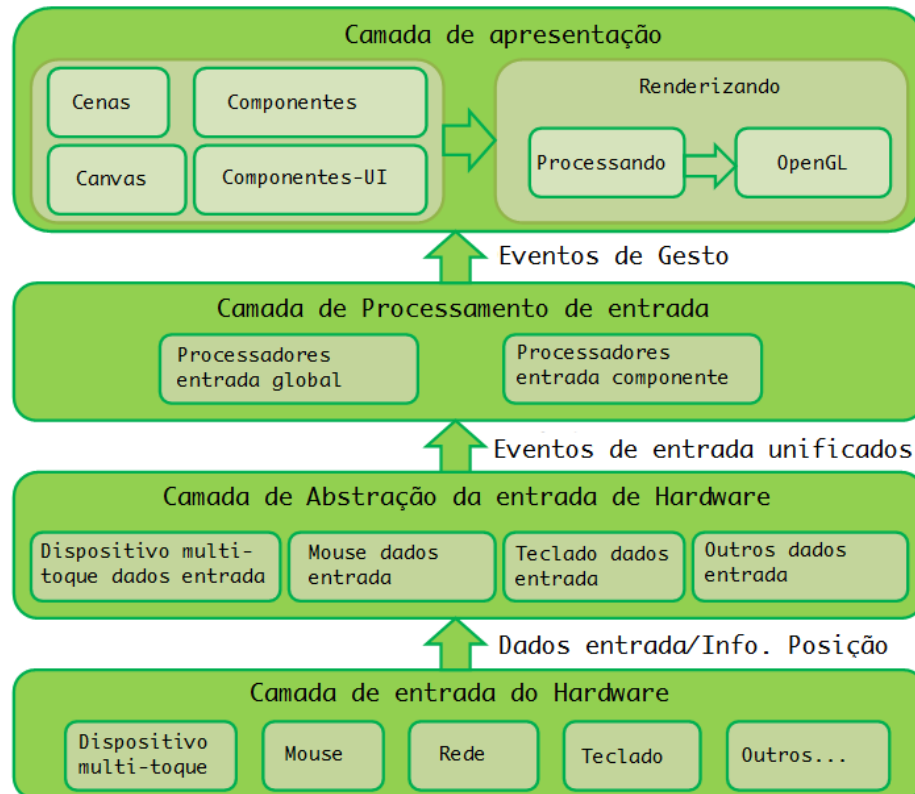 Camada de apresentação
Cenas
Componentes
Canvas
Componentes-UI
Renderizando
Processando
OpenGL
Eventos de Gesto
Camada de Processamento de entrada
Processadores
entrada global
Processadores
entrada componente
Eventos de entrada unificados
Camada de Abstração da entrada de Hardware
Dispositivo multi-
toque dados entrada
Mouse dados
entrada
Teclado dados
entrada
Outros dados
entrada
Dados entrada/Info. Posição
Camada de entrada do Hardware
Dispositivo
multi-toque
Mouse
Rede
Teclado
Outros...